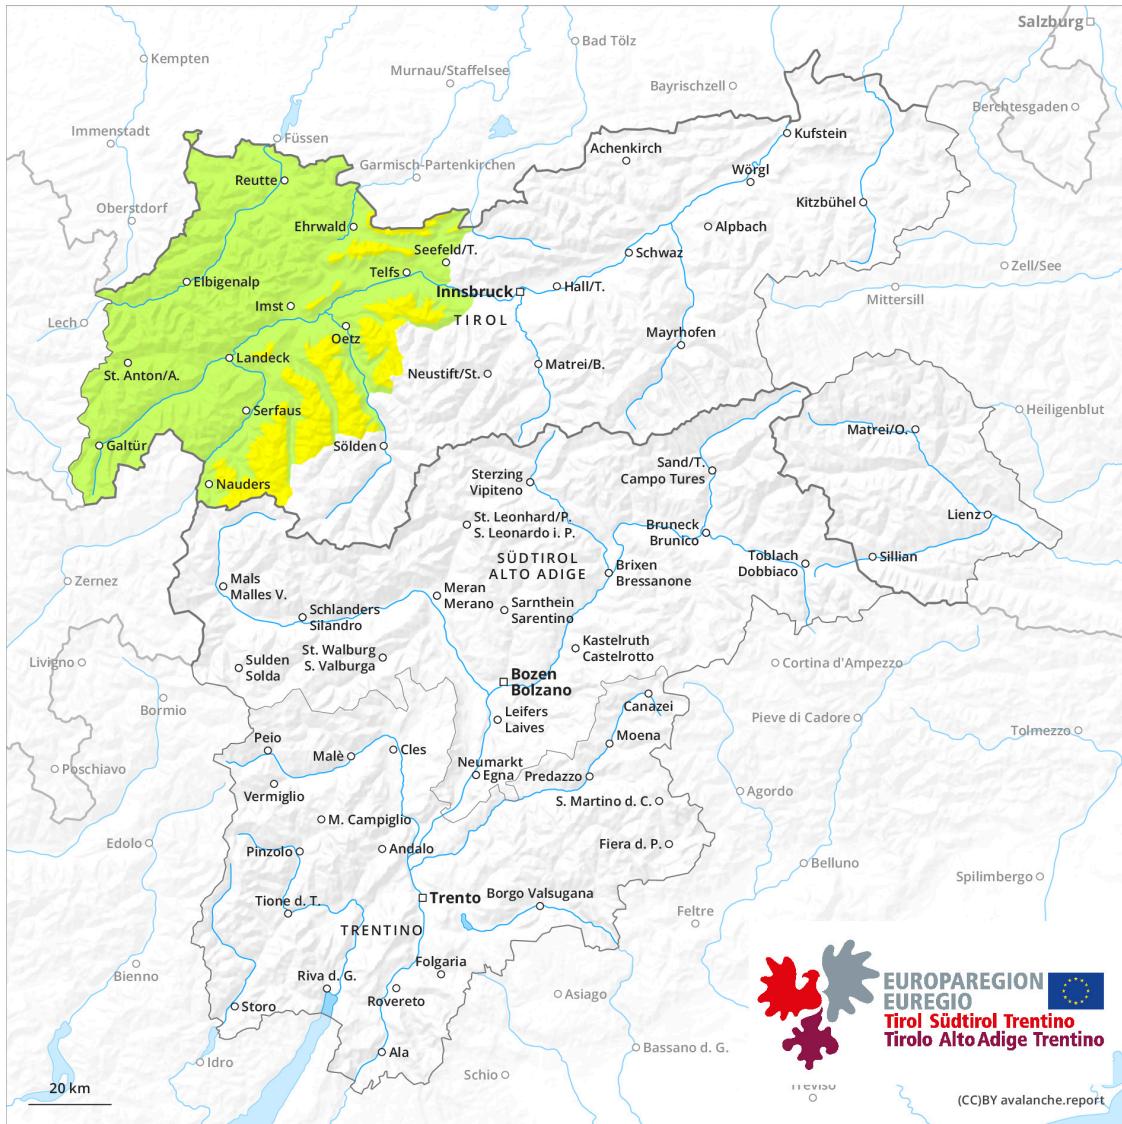 Salzburg
Bad Tölz
Kempten
Murnau/Staffelsee
Bayrischzell
Berchtesgaden
Immenstadt
Füssen
Kufstein
Achenkirch
Garmisch-Partenkirchen
Wörgl
Reutte
Oberstdorf
Kitzbühel
Ehrwald
Alpbach
Seefeld/T.
Schwaz
Zell/See
Telfs
Elbigenalp
Hall/T.
Innsbruck
Mittersill
Imst
Lech
TIROL
Oetz
Mayrhofen
Landeck
Matrei/B.
St. Anton/A.
Neustift/St.
Serfaus
Heiligenblut
Matrei/O.
Galtür
Sölden
Sand/T.
Campo Tures
Sterzing
Vipiteno
Nauders
St. Leonhard/P.
S. Leonardo i. P.
Lienz
Bruneck
Brunico
SÜDTIROL
ALTO ADIGE
Toblach
Dobbiaco
Sillian
Brixen
Bressanone
Zernez
Mals
Malles V.
Meran
Merano
Sarnthein
Sarentino
Schlanders
Silandro
Kastelruth
Castelrotto
St. Walburg
S. Valburga
Livigno
Sulden
Solda
Cortina d'Ampezzo
Bozen
Bolzano
Bormio
Canazei
Leifers
Laives
Pieve di Cadore
Tolmezzo
Peio
Moena
Malè
Cles
Neumarkt
Egna
Predazzo
Poschiavo
Vermiglio
Agordo
S. Martino d. C.
M. Campiglio
Edolo
Fiera d. P.
Pinzolo
Andalo
Belluno
Spilimbergo
Tione d. T.
Trento
Borgo Valsugana
Feltre
TRENTINO
Folgaria
Bienno
Riva d. G.
Rovereto
Asiago
Storo
EUROPAREGION
EUREGIO
Tirol Südtirol Trentino
Tirolo Alto Adige Trentino
Ala
Bassano d. G.
Idro
Schio
Treviso
20 km
(CC)BY avalanche.report